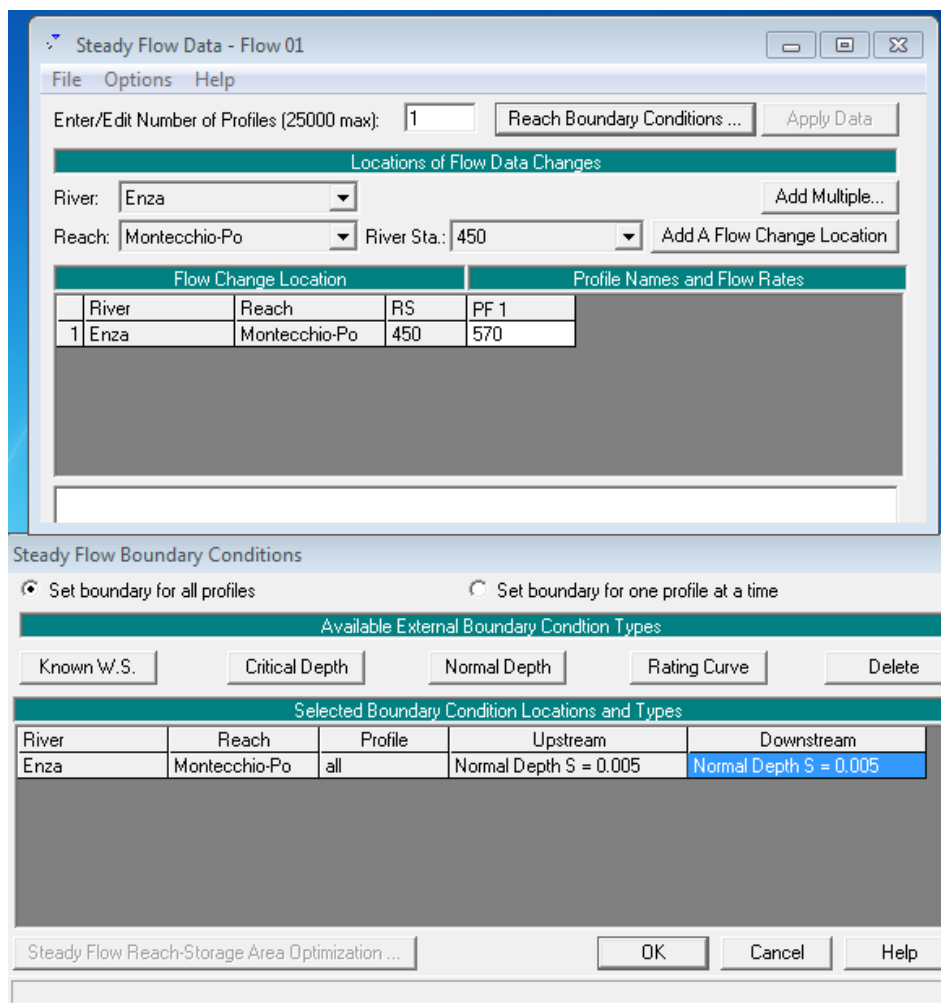 Steady Flow Data - Flow 01
File Options Help
Enter/Edit Number of Profiles (25000 max): 1 Reach Boundary Conditions ... Apply Data
Locations of Flow Data Changes
River: Enza Add Multiple...
Reach: Montecchio-Po River Sta.: 450 Add A Flow Change Location
Flow Change Location Profile Names and Flow Rates
River Reach RS PF 1
1 Enza Montecchio-Po 450 570
Steady Flow Boundary Conditions
Set boundary for all profiles Set boundary for one profile at a time
Available External Boundary Condtion Types
Known W.S. Critical Depth Normal Depth Rating Curve Delete
Selected Boundary Condition Locations and Types
River Reach Profile Upstream Downstream
Enza Montecchio-Po all Normal Depth S = 0.005 Normal Depth S = 0.005
Steady Flow Reach-Storage Area Optimization ... OK Cancel Help